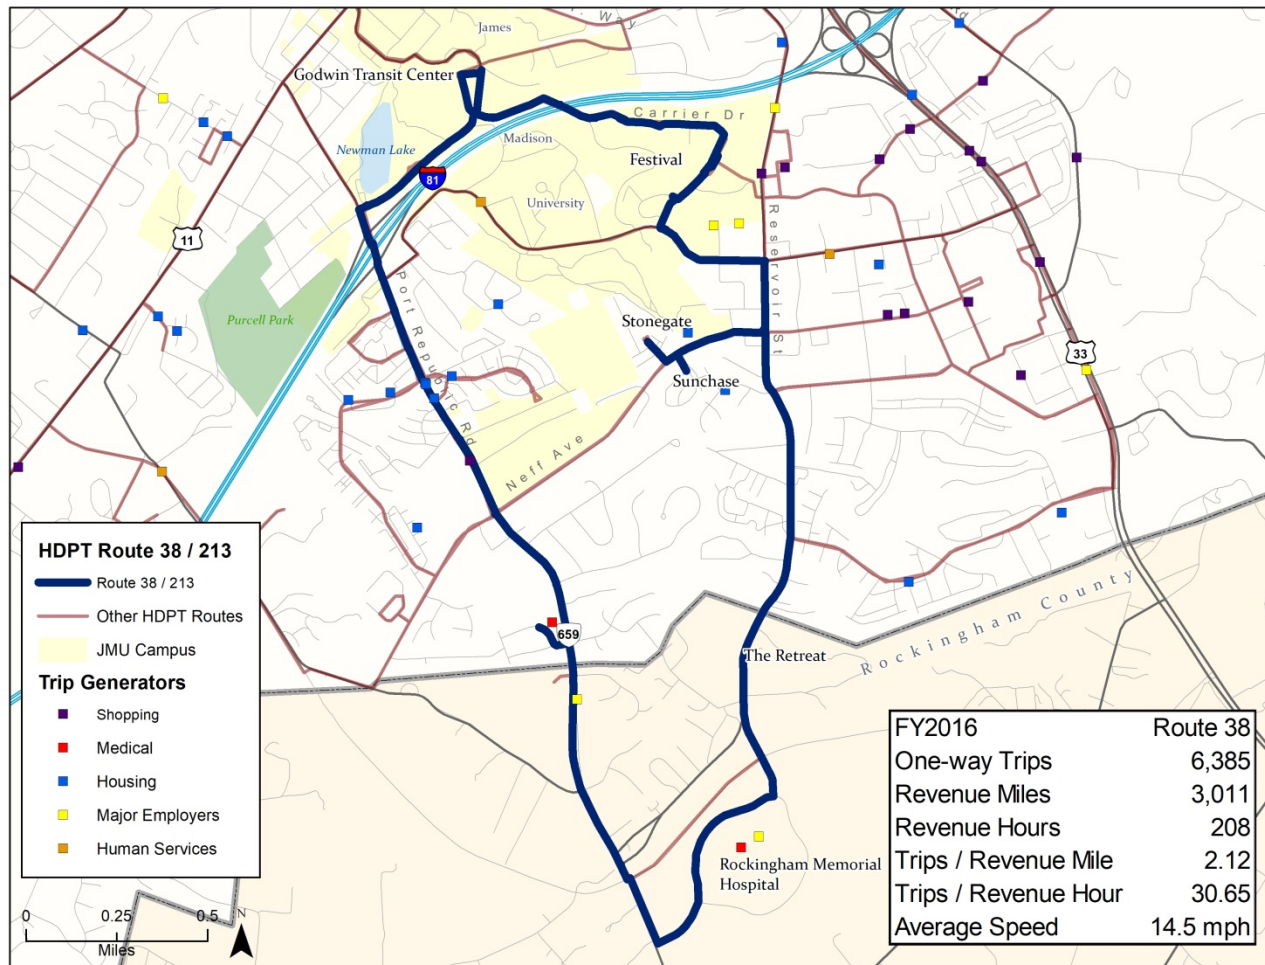 James
Way
Rd
Godwin Transit Center
Carrier Dr
Madison
Newman Lake
Festival
81
University
11
Reservoir St
Port Republic Rd
Purcell Park
Stonegate
33
Sunchase
Neff Ave
HDPT Route 38 / 213
Route 38 / 213
Other HDPT Routes
JMU Campus
Trip Generators
Shopping
Medical
Housing
Major Employers
Human Services
659
Rockingham County
The Retreat
Rockingham Memorial
Hospital
FY2016 Route 38
One-way Trips 6,385
Revenue Miles 3,011
Revenue Hours 208
Trips / Revenue Mile 2.12
Trips / Revenue Hour 30.65
Average Speed 14.5 mph
0 0.25 0.5
Miles
N